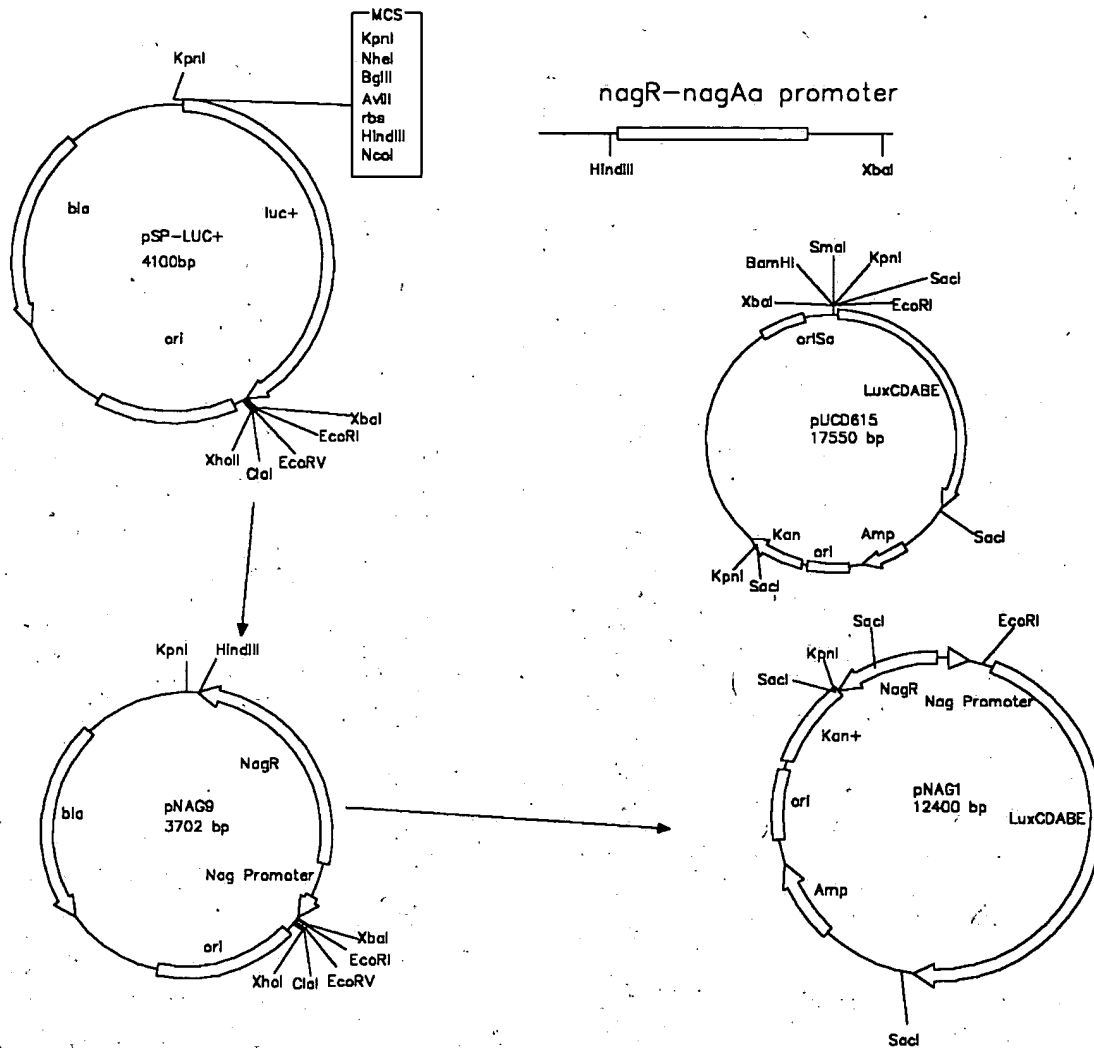 MCS
KpnI
NheI
BglII
AvIII
rbs
HindIII
NcoI
KpnI
bla
luc+
pSP-LUC+
4100bp
ori
XbaI
EcoRI
EcoRV
ClaI
XhoII
nagR-nagAa promoter
HindIII
XbaI
SmaI
BamHI
KpnI
SacI
XbaI
EcoRI
oriSa
LuxCDABE
pUCD615
17550 bp
Kan
ori
Amp
SacI
KpnI
SacI
KpnI
HindIII
NagR
bla
pNAG9
3702 bp
Nag Promoter
ori
XbaI
EcoRI
EcoRV
ClaI
XhoI
SacI
EcoRI
KpnI
SacI
NagR
Nag Promoter
Kan+
pNAG1
12400 bp
ori
LuxCDABE
Amp
SacI